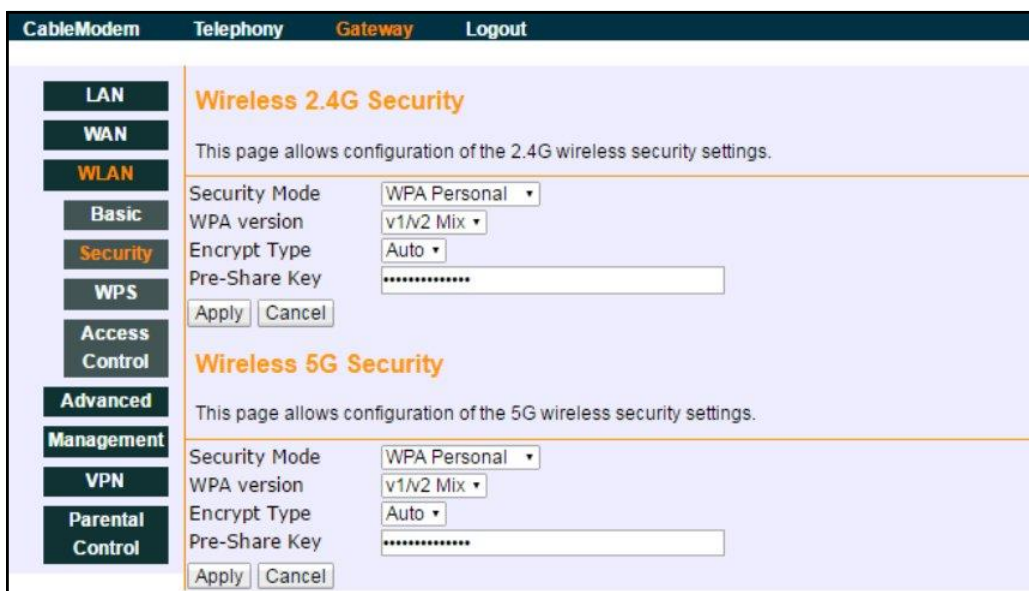 CableModem Telephony Gateway Logout
LAN
WAN
WLAN
Basic
Security
WPS
Access
Control
Advanced
Management
VPN
Parental
Control
Wireless 2.4G Security
This page allows configuration of the 2.4G wireless security settings.
Security Mode WPA Personal
WPA version v1/v2 Mix
Encrypt Type Auto
Pre-Share Key ••••••••••••••
Apply Cancel
Wireless 5G Security
This page allows configuration of the 5G wireless security settings.
Security Mode WPA Personal
WPA version v1/v2 Mix
Encrypt Type Auto
Pre-Share Key ••••••••••••••
Apply Cancel